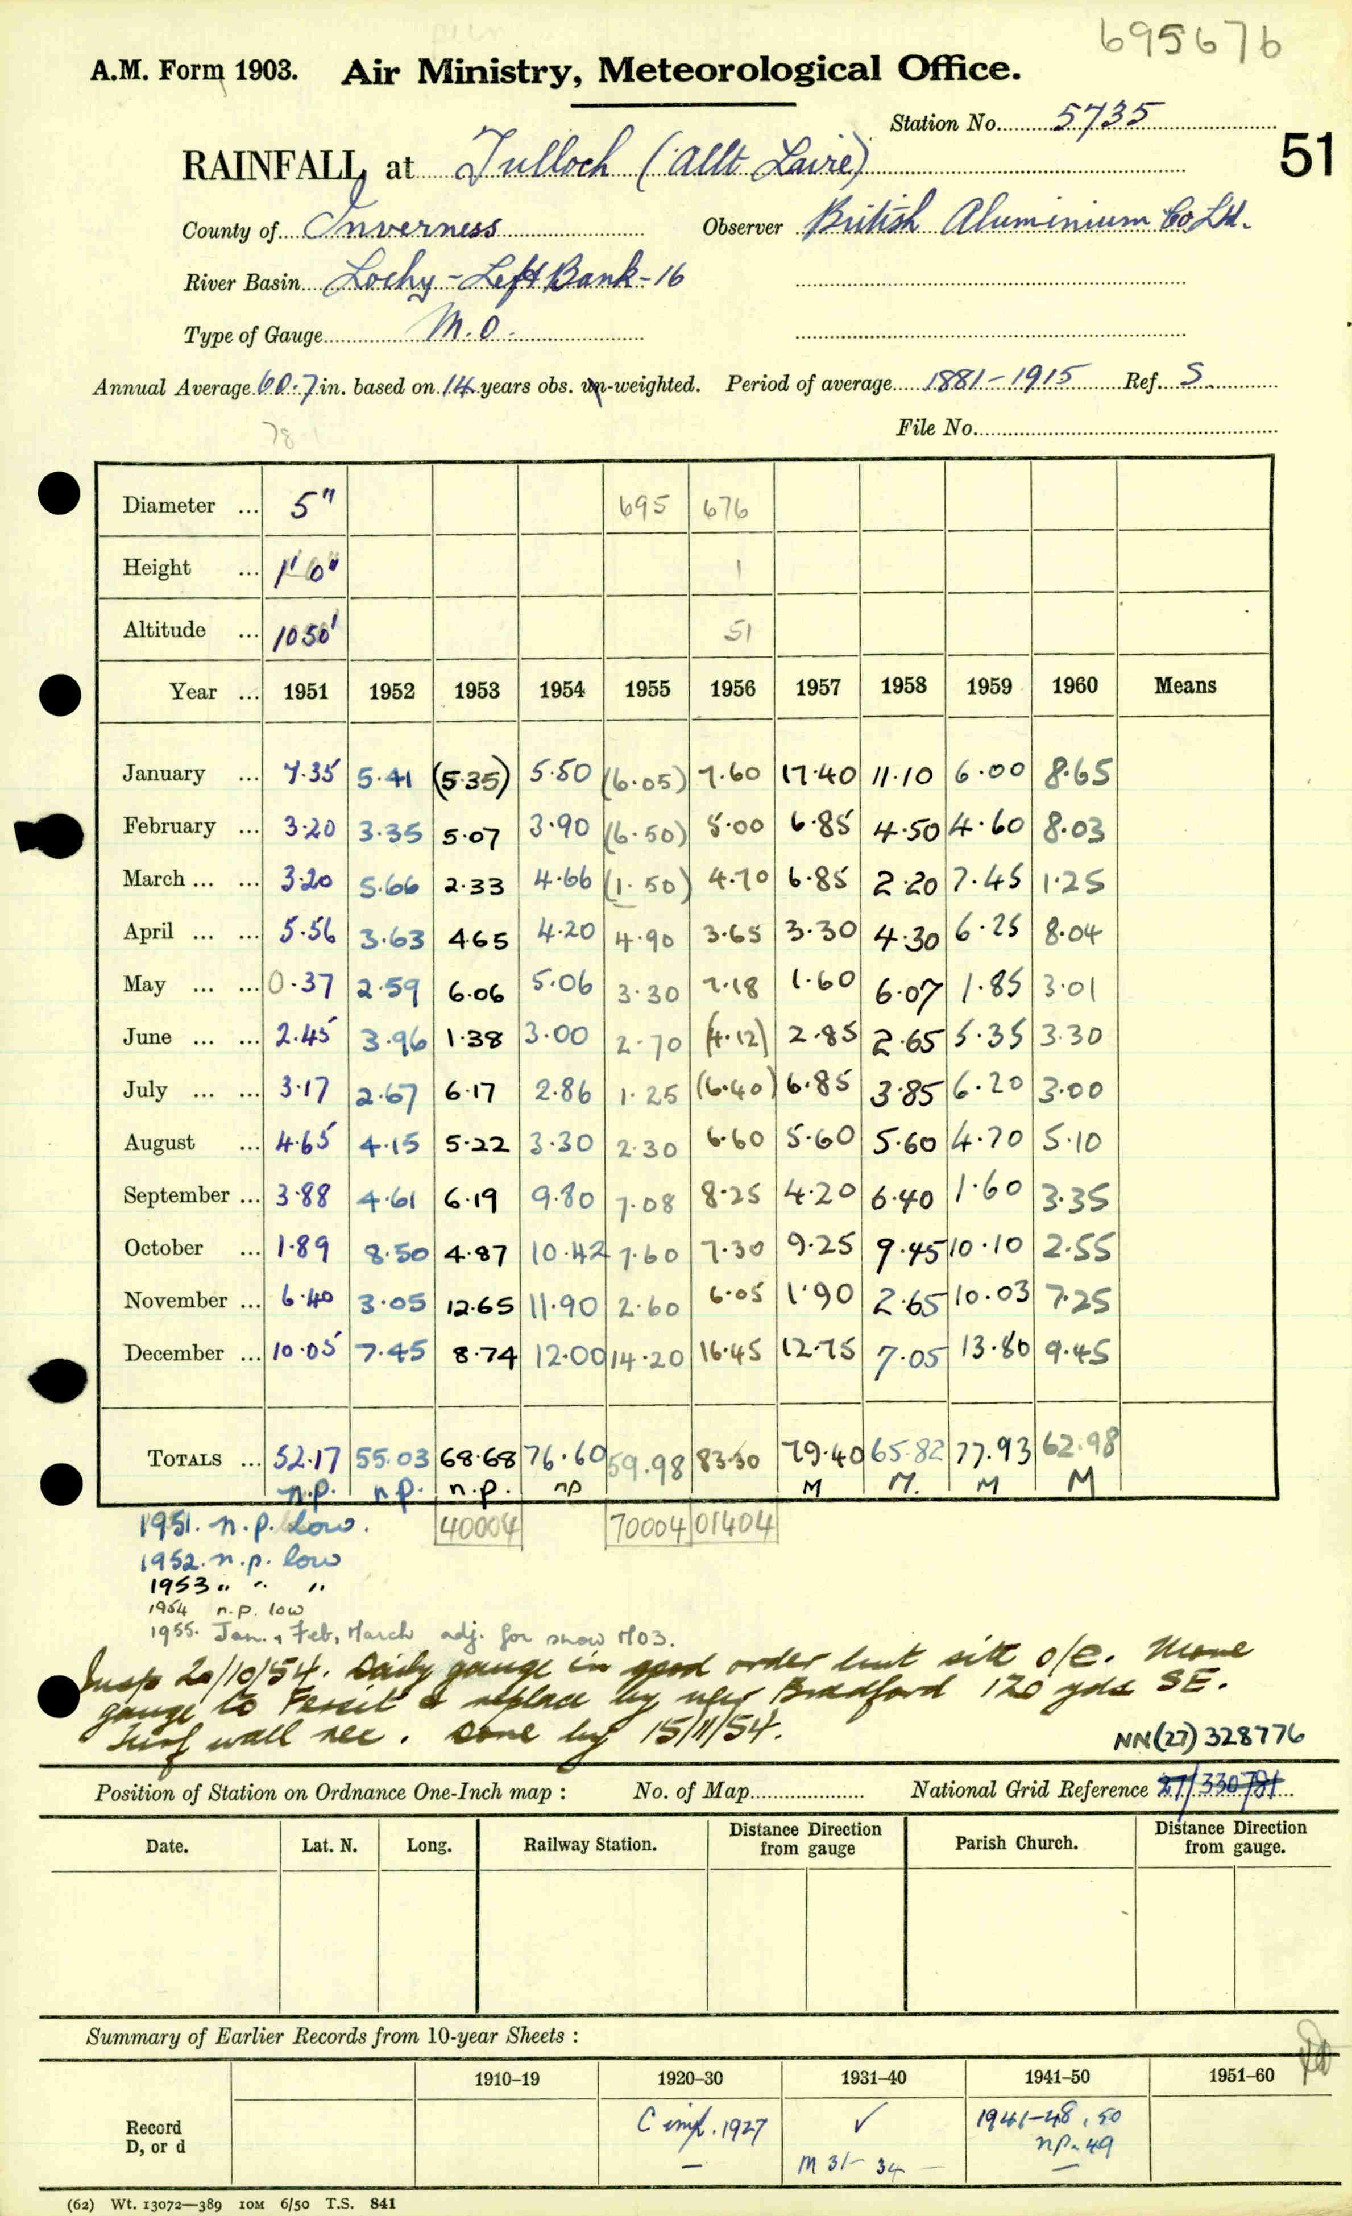 695676
A.M. Form 1903. Air Ministry, Meteorological Office.
Station No. 5735
51
RAINFALL at Tulloch (Allt Laire)
County of Inverness Observer British Aluminium Co Ltd.
River Basin Lochy - Left Bank - 16
Type of Gauge M.O.
Annual Average 60.7 in. based on 14 years obs. un-weighted. Period of average 1881-1915 Ref. S.
78
File No.
Diameter ... 5" 695 676
Height ... 1' 0" 1
Altitude ... 1050' 51
Year ... 1951 1952 1953 1954 1955 1956 1957 1958 1959 1960 Means
January ... 7.35 5.41 (5.35) 5.50 (6.05) 7.60 17.40 11.10 6.00 8.65
February ... 3.20 3.35 5.07 3.90 (6.50) 5.00 6.85 4.50 4.60 8.03
March ... ... 3.20 5.66 2.33 4.66 (1.50) 4.70 6.85 2.20 7.45 1.25
April ... ... 5.56 3.63 4.65 4.20 4.90 3.65 3.30 4.30 6.25 8.04
May ... ... 0.37 2.59 6.06 5.06 3.30 7.18 1.60 6.07 1.85 3.01
June ... ... 2.45 3.96 1.38 3.00 2.70 (4.12) 2.85 2.65 5.35 3.30
July ... ... 3.17 2.67 6.17 2.86 1.25 (6.40) 6.85 3.85 6.20 3.00
August ... 4.65 4.15 5.22 3.30 2.30 6.60 5.60 5.60 4.70 5.10
September ... 3.88 4.61 6.19 9.80 7.08 8.25 4.20 6.40 1.60 3.35
October ... 1.89 8.50 4.87 10.42 7.60 7.30 9.25 9.45 10.10 2.55
November ... 6.40 3.05 12.65 11.90 2.60 6.05 1.90 2.65 10.03 7.25
December ... 10.05 7.45 8.74 12.00 14.20 16.45 12.75 7.05 13.80 9.45
TOTALS ... 52.17 55.03 68.68 76.60 59.98 83.30 79.40 65.82 77.93 62.98
n.p. n.p. n.p. np M M. M M
1951. n.p. low. 40004 70004 01404
1952. n.p. low
1953 " " "
1954 n.p. low
1955. Jan., Feb, March adj. for snow M03.
Insp 20/10/54. Daily gauge in good order but site o/e. Move
gauge to & replace by new Bradford 120 yds SE.
Turf wall nec. Done by 15/11/54.
NN(27) 328776
Position of Station on Ordnance One-Inch map : No. of Map National Grid Reference 27/330781
Date. Lat. N. Long. Railway Station. Distance Direction from gauge Parish Church. Distance Direction from gauge.
Summary of Earlier Records from 10-year Sheets :
1910–19 1920–30 1931–40 1941–50 1951–60
Record D, or d C impf. 1927 ✓ 1941-48, 50
np. 49
– M 31- 34 – –
(62) Wt. 13072—389 10M 6/50 T.S. 841